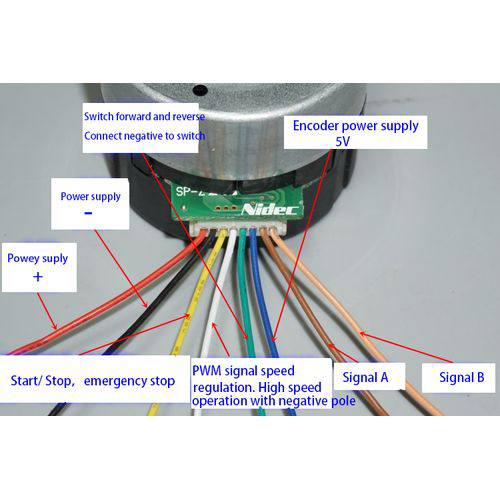 Switch forward and reverse
Connect negative to switch
Encoder power supply
5V
Power supply
-
Powey suply
+
Nidec
Start/ Stop, emergency stop
PWM signal speed
regulation. High speed
operation with negative pole
Signal A
Signal B